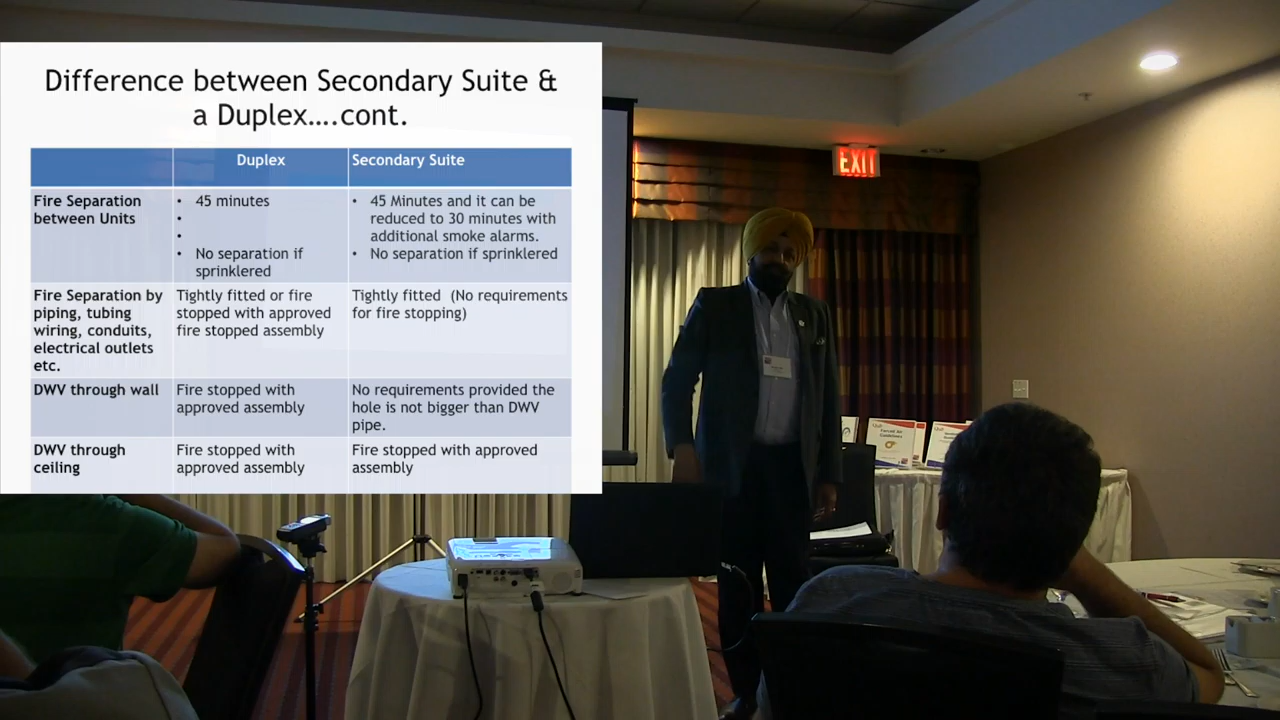 Difference between Secondary Suite &
a Duplex....cont.
Duplex
Secondary Suite
Fire Separation
between Units
• 45 minutes
•
•
• No separation if
sprinklered
• 45 Minutes and it can be
reduced to 30 minutes with
additional smoke alarms.
• No separation if sprinklered
Fire Separation by
piping, tubing
wiring, conduits,
electrical outlets
etc.
Tightly fitted or fire
stopped with approved
fire stopped assembly
Tightly fitted (No requirements
for fire stopping)
DWV through wall
Fire stopped with
approved assembly
No requirements provided the
hole is not bigger than DWV
pipe.
DWV through
ceiling
Fire stopped with
approved assembly
Fire stopped with approved
assembly
EXIT